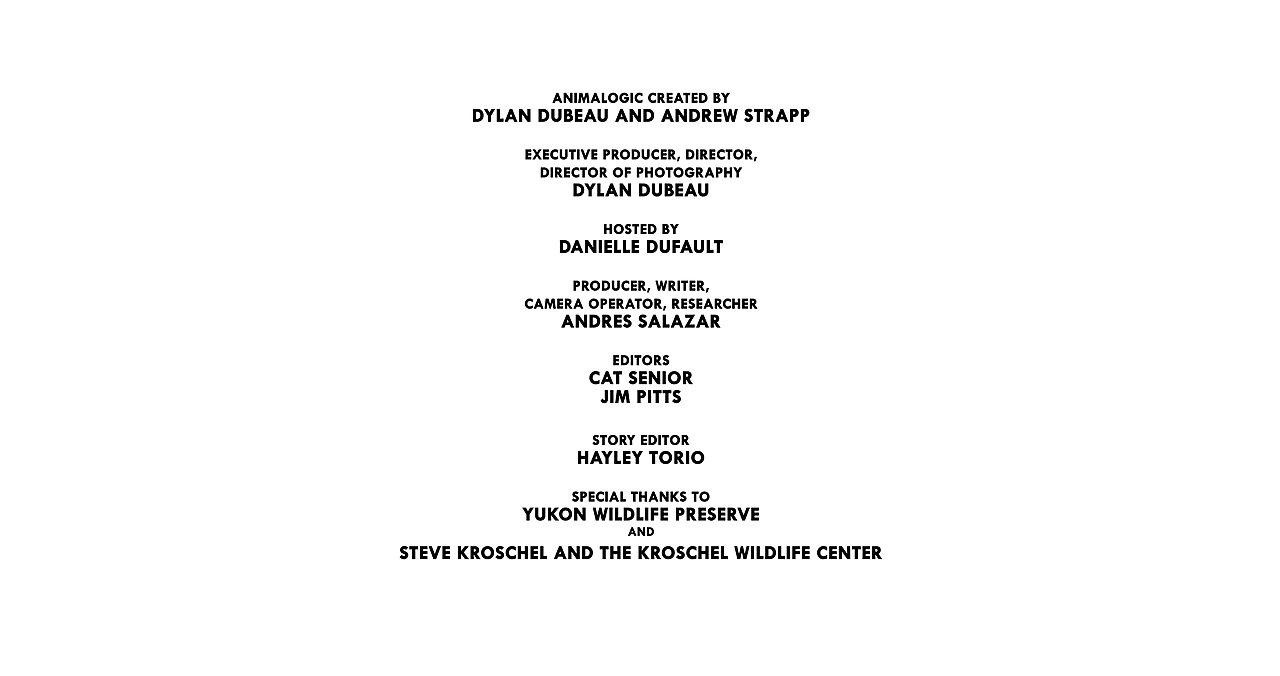 ANIMALOGIC CREATED BY
DYLAN DUBEAU AND ANDREW STRAPP
EXECUTIVE PRODUCER, DIRECTOR,
DIRECTOR OF PHOTOGRAPHY
DYLAN DUBEAU
HOSTED BY
DANIELLE DUFAULT
PRODUCER, WRITER,
CAMERA OPERATOR, RESEARCHER
ANDRES SALAZAR
EDITORS
CAT SENIOR
JIM PITTS
STORY EDITOR
HAYLEY TORIO
SPECIAL THANKS TO
YUKON WILDLIFE PRESERVE
AND
STEVE KROSCHEL AND THE KROSCHEL WILDLIFE CENTER